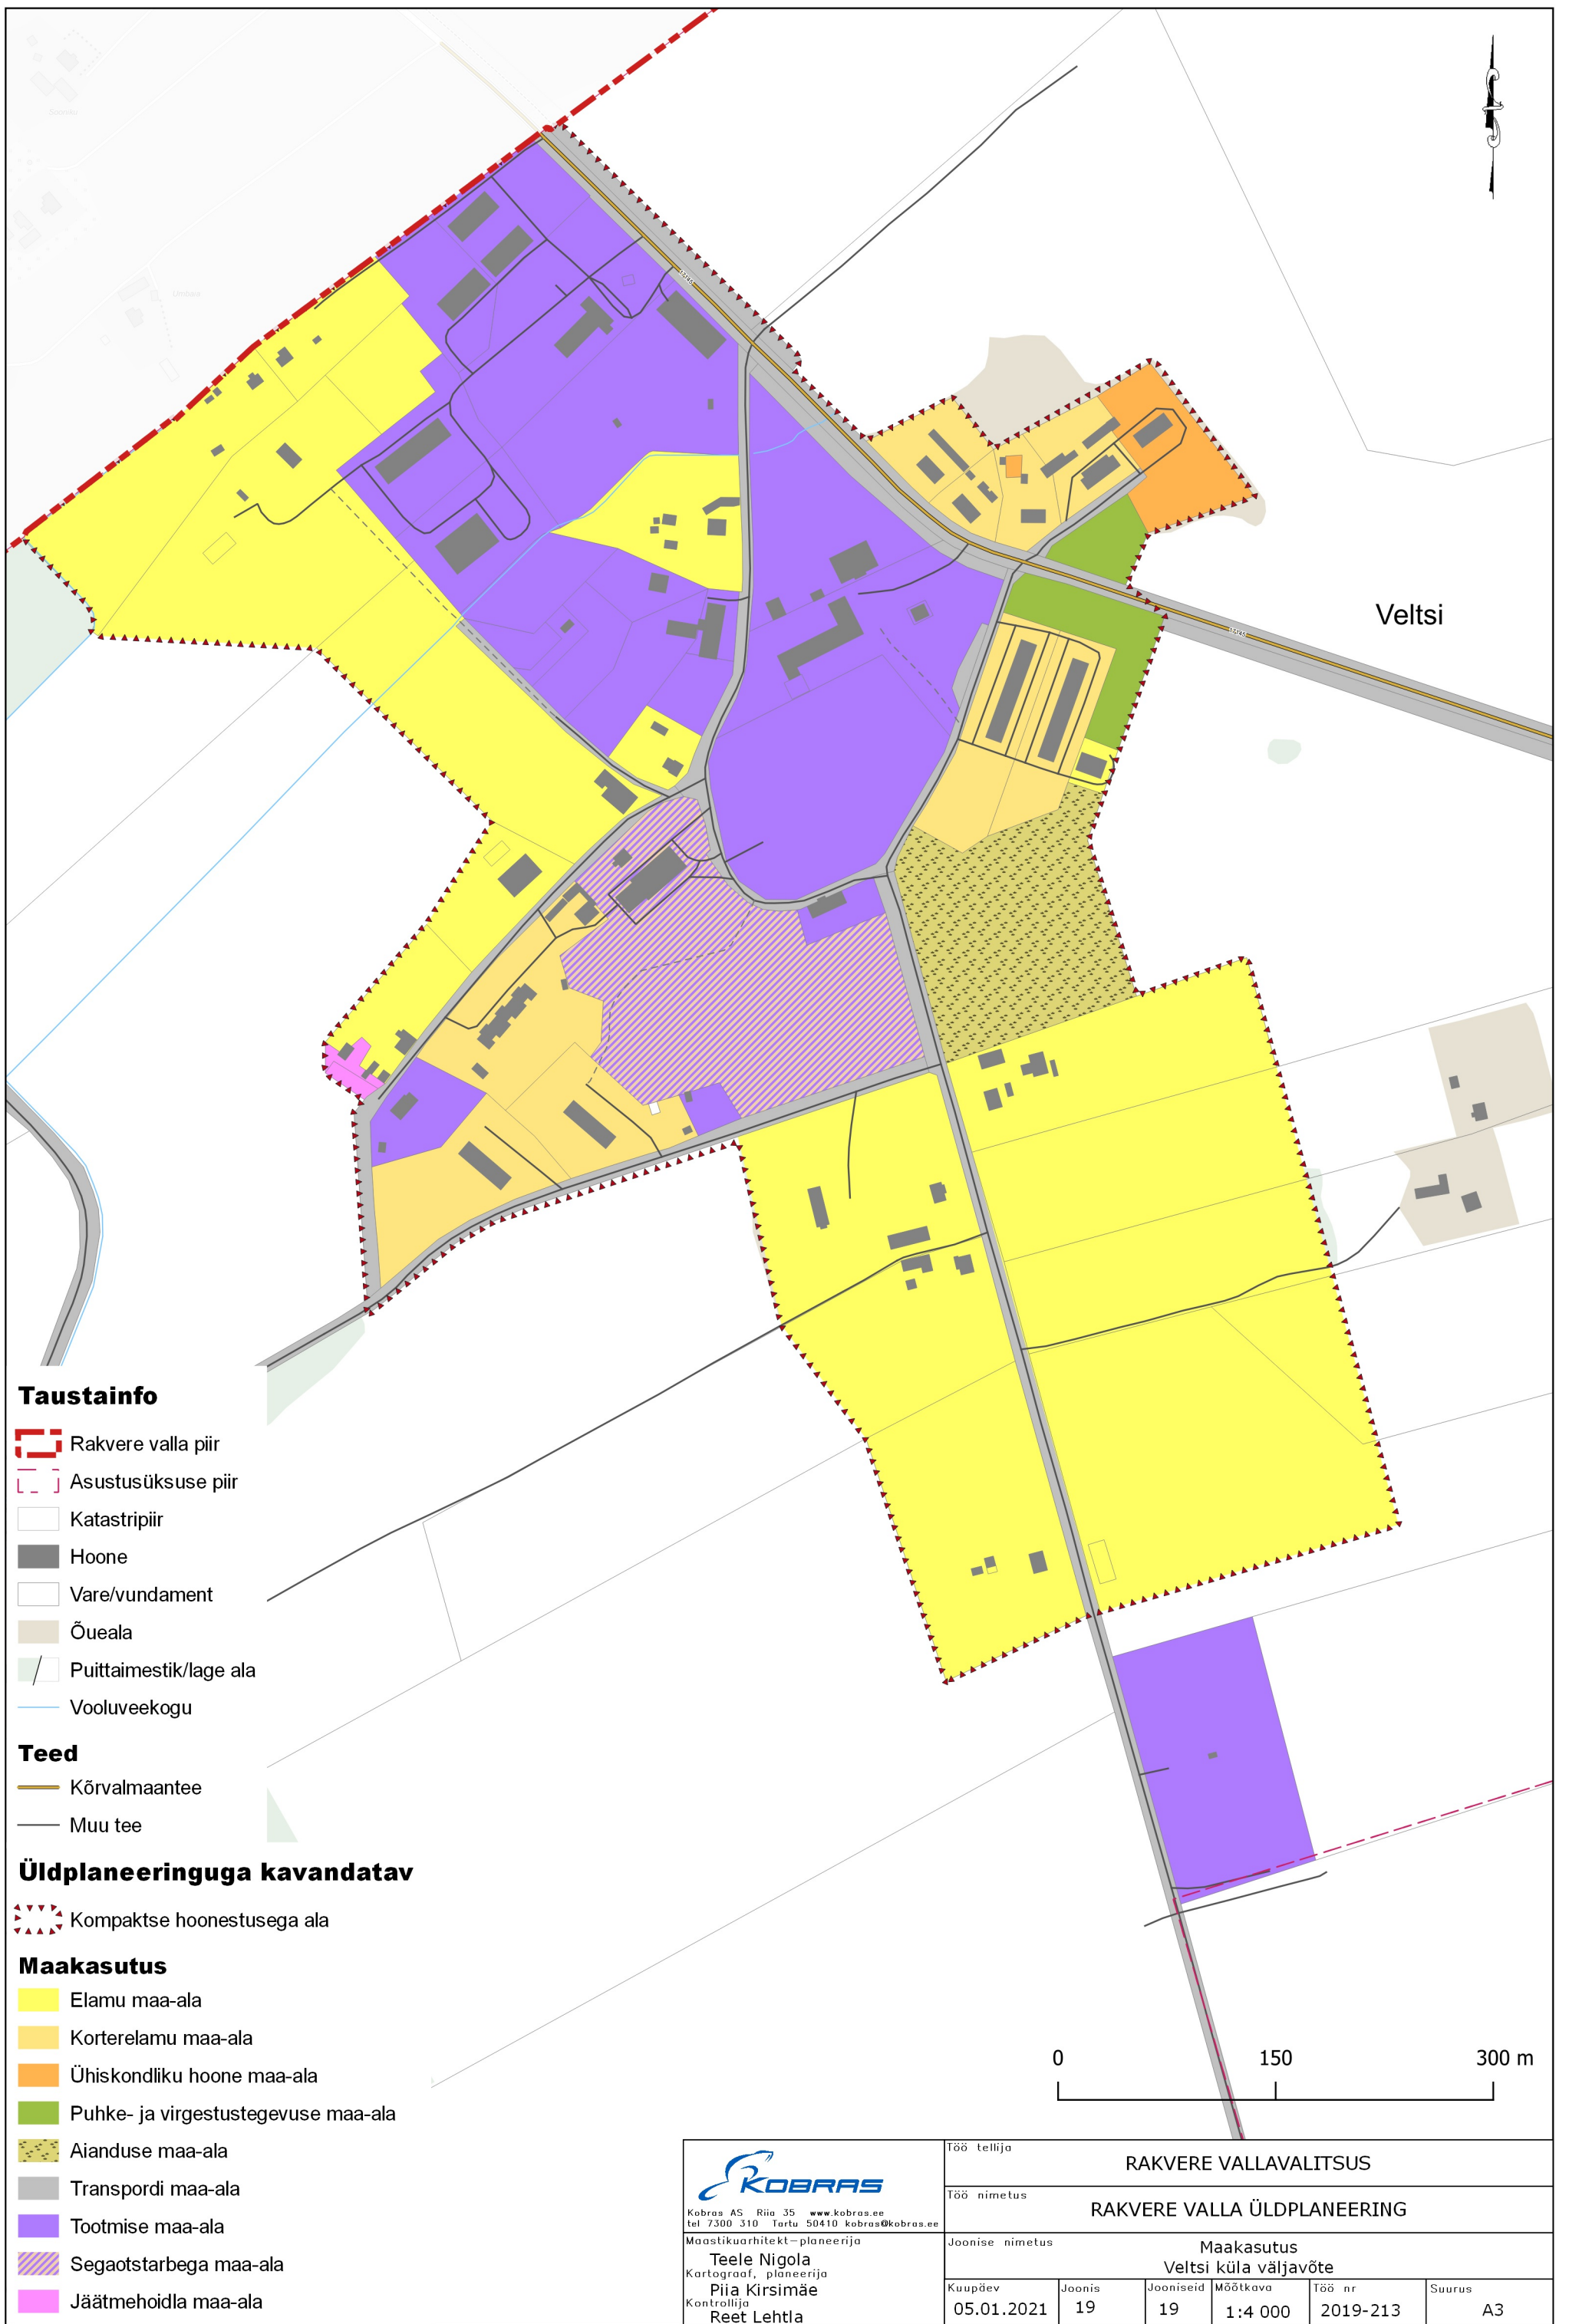 Veltsi
Taustainfo
Rakvere valla piir
Asustusüksuse piir
Katastripiir
Hoone
Vare/vundament
Õueala
Puittaimestik/lage ala
Vooluveekogu
Teed
Kõrvalmaantee
Muu tee
Üldplaneeringuga kavandatav
Kompaktse hoonestusega ala
Maakasutus
Elamu maa-ala
Korterelamu maa-ala
Ühiskondliku hoone maa-ala
Puhke- ja virgestustegevuse maa-ala
Aianduse maa-ala
Transpordi maa-ala
Tootmise maa-ala
Segaotstarbega maa-ala
Jäätmehoidla maa-ala
0 150 300 m
KOBRAS
Kobras AS Riia 35 www.kobras.ee
tel 7300 310 Tartu 50410 kobras@kobras.ee
Maastikuarhitekt-planeerija
Teele Nigola
Kartograaf, planeerija
Piia Kirsimäe
Kontrollija
Reet Lehtla
Töö tellija
RAKVERE VALLAVALITSUS
Töö nimetus
RAKVERE VALLA ÜLDPLANEERING
Joonise nimetus
Maakasutus
Veltsi küla väljavõte
Kuupäev Joonis Jooniseid Mõõtkava Töö nr Suurus
05.01.2021 19 19 1:4 000 2019-213 A3